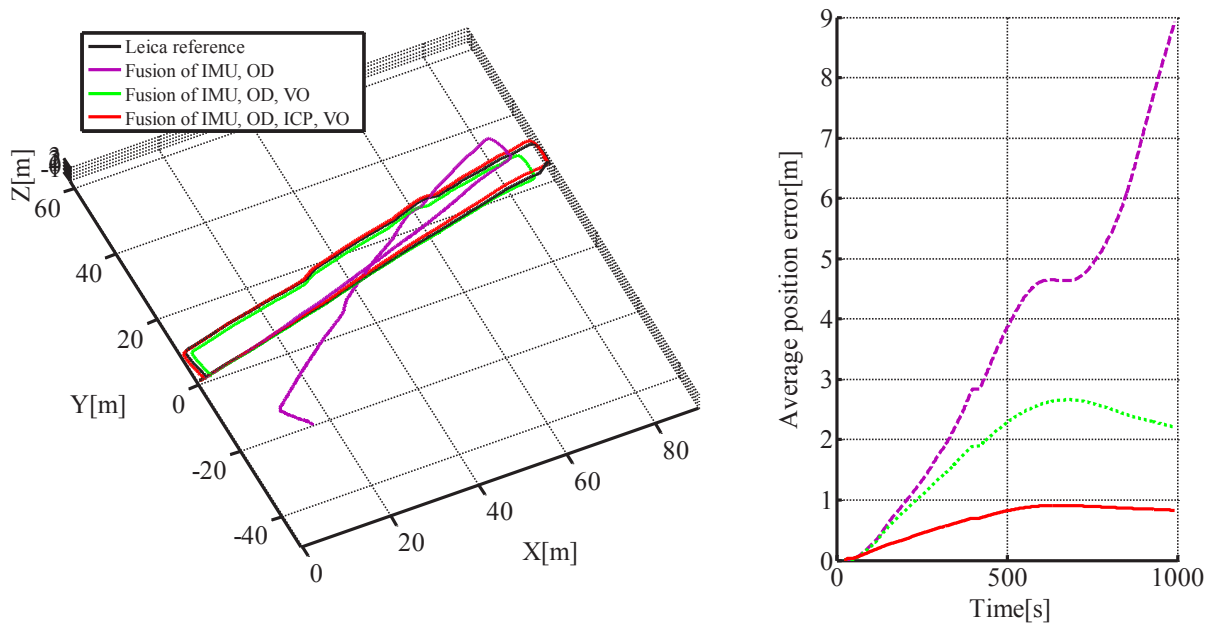 Leica reference
Fusion of IMU, OD
Fusion of IMU, OD, VO
Fusion of IMU, OD, ICP, VO
Z[m]
-1
60
40
20
0
-20
-40
Y[m]
0
20
40
60
80
X[m]
9
8
7
6
5
4
3
2
1
0
Average position error[m]
0
500
1000
Time[s]